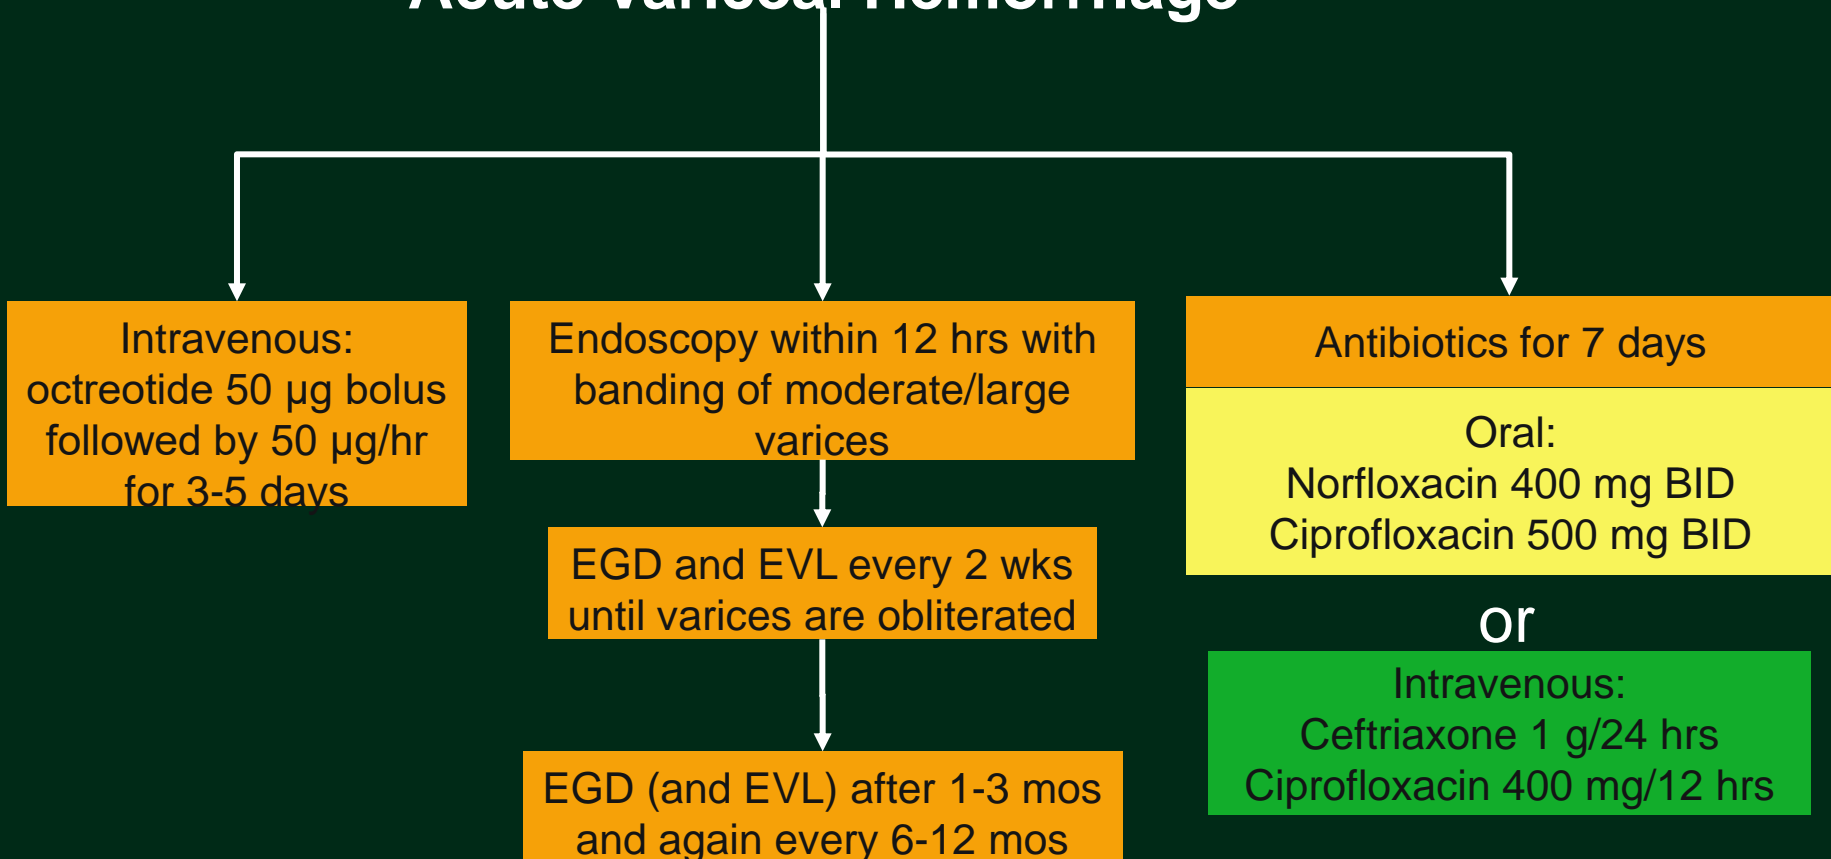 Acute Variceal Hemorrhage
Intravenous:
octreotide 50 μg bolus
followed by 50 μg/hr
for 3-5 days
Endoscopy within 12 hrs with
banding of moderate/large
varices
EGD and EVL every 2 wks
until varices are obliterated
EGD (and EVL) after 1-3 mos
and again every 6-12 mos
Antibiotics for 7 days
Oral:
Norfloxacin 400 mg BID
Ciprofloxacin 500 mg BID
or
Intravenous:
Ceftriaxone 1 g/24 hrs
Ciprofloxacin 400 mg/12 hrs